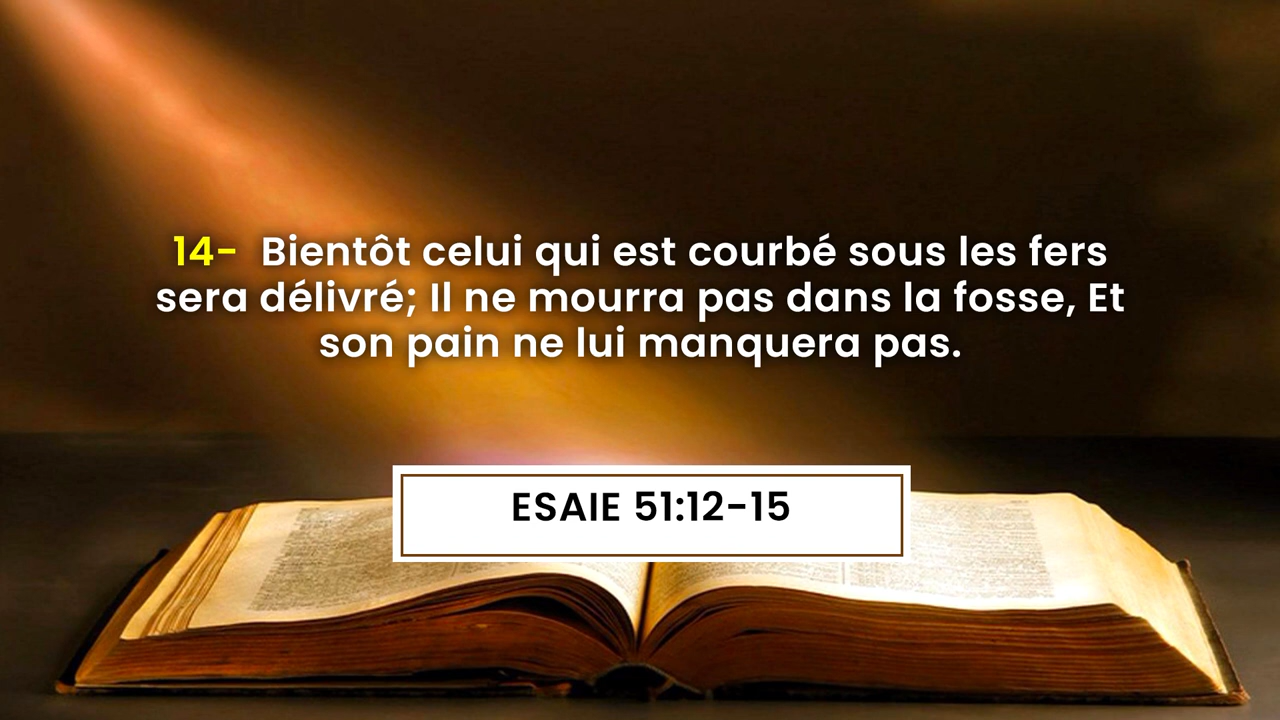 14- Bientôt celui qui est courbé sous les fers
sera délivré; Il ne mourra pas dans la fosse, Et
son pain ne lui manquera pas.
ESAIE 51:12-15